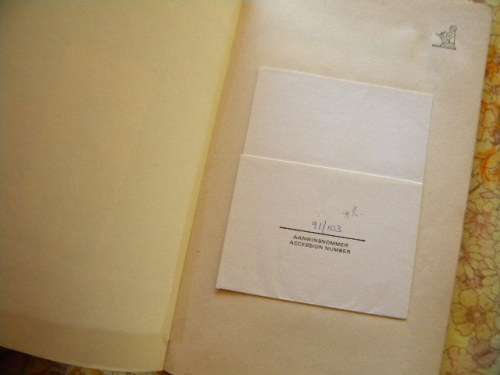 91/103
AANWINSNOMMER
ACCESSION NUMBER